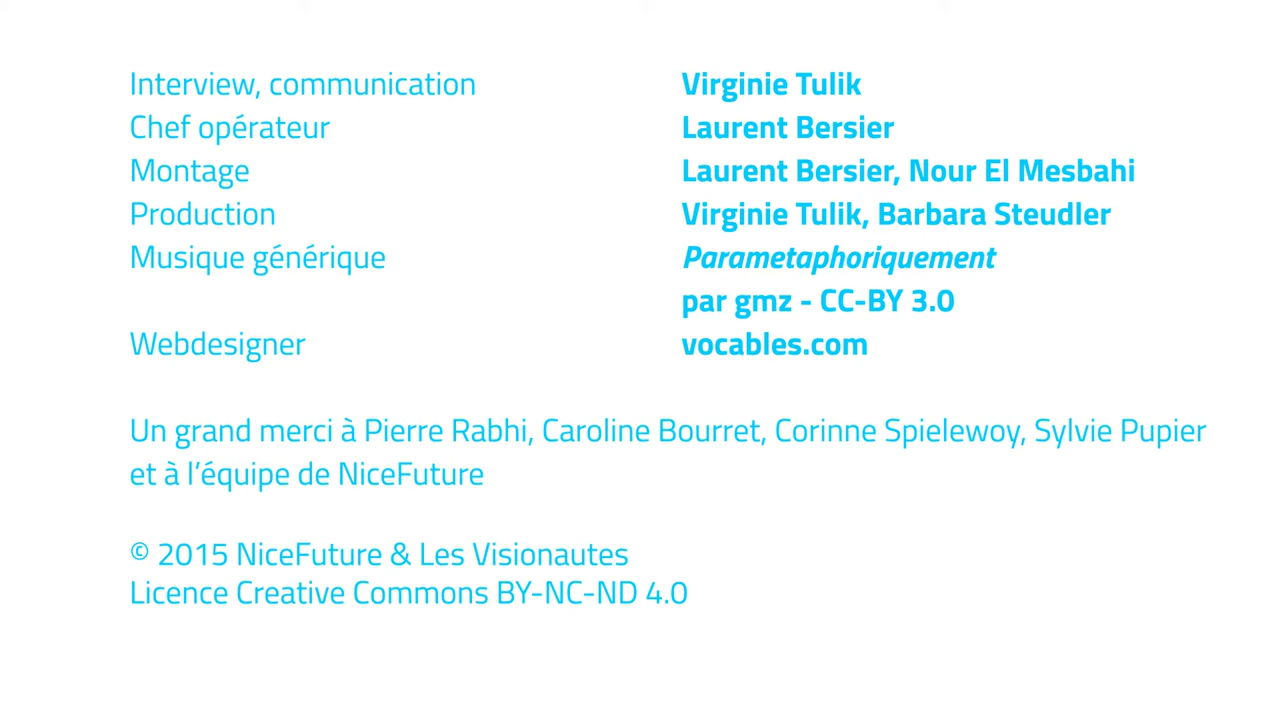 Interview, communication Virginie Tulik
Chef opérateur Laurent Bersier
Montage Laurent Bersier, Nour El Mesbahi
Production Virginie Tulik, Barbara Steudler
Musique générique Parametaphoriquement
par gmz - CC-BY 3.0
Webdesigner vocables.com
Un grand merci à Pierre Rabhi, Caroline Bourret, Corinne Spielewoy, Sylvie Pupier
et à l'équipe de NiceFuture
© 2015 NiceFuture & Les Visionautes
Licence Creative Commons BY-NC-ND 4.0